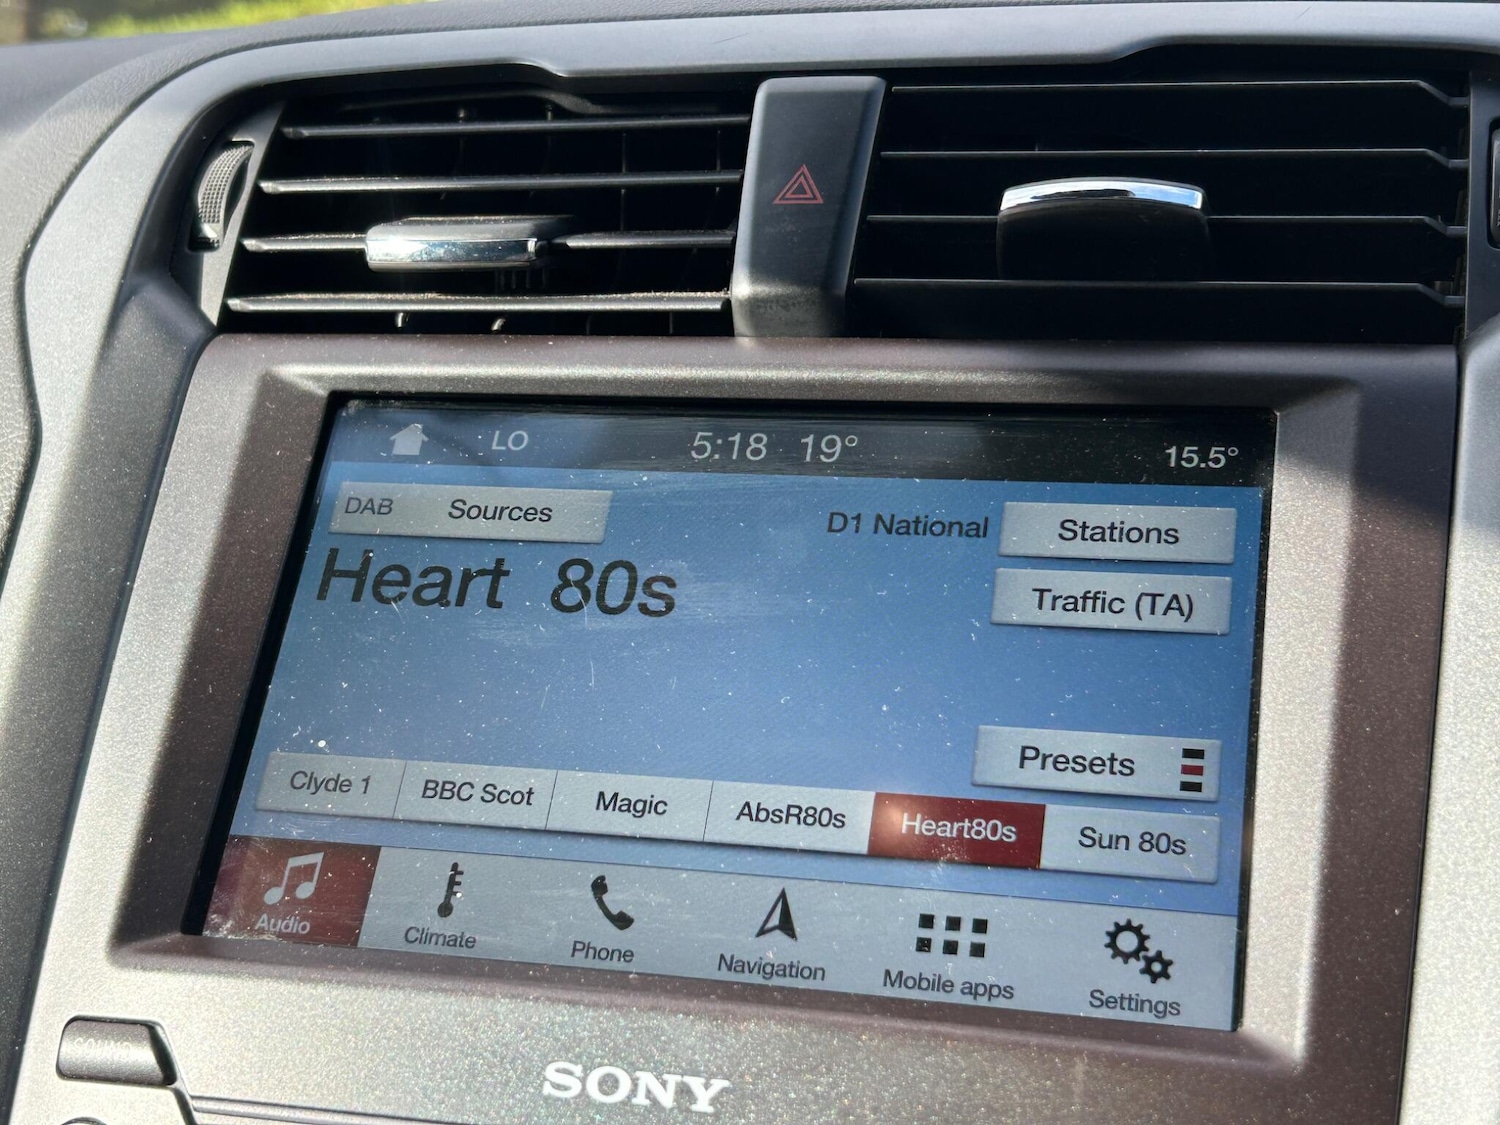 LO 5:18 19° 15.5°
DAB Sources D1 National Stations
Heart 80s
Traffic (TA)
Presets
Clyde 1 BBC Scot Magic AbsR80s Heart80s Sun 80s
Audio Climate Phone Navigation Mobile apps Settings
SOUND
SONY